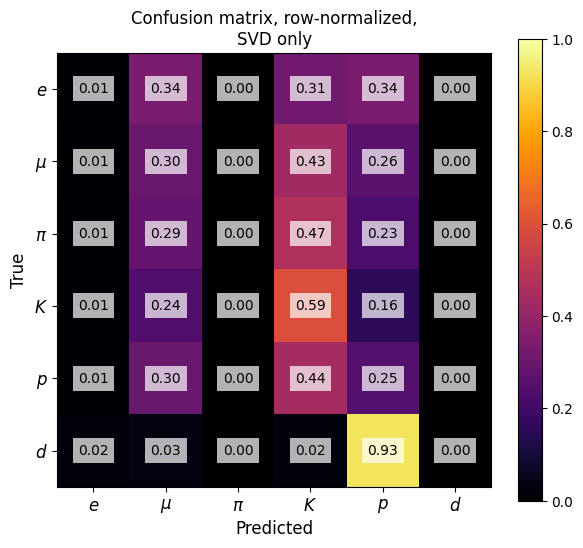 Confusion matrix, row-normalized,
SVD only
1.0
e 0.01 0.34 0.00 0.31 0.34 0.00
0.8
μ 0.01 0.30 0.00 0.43 0.26 0.00
π 0.01 0.29 0.00 0.47 0.23 0.00
0.6
True
K 0.01 0.24 0.00 0.59 0.16 0.00
0.4
p 0.01 0.30 0.00 0.44 0.25 0.00
0.2
d 0.02 0.03 0.00 0.02 0.93 0.00
0.0
e μ π K p d
Predicted